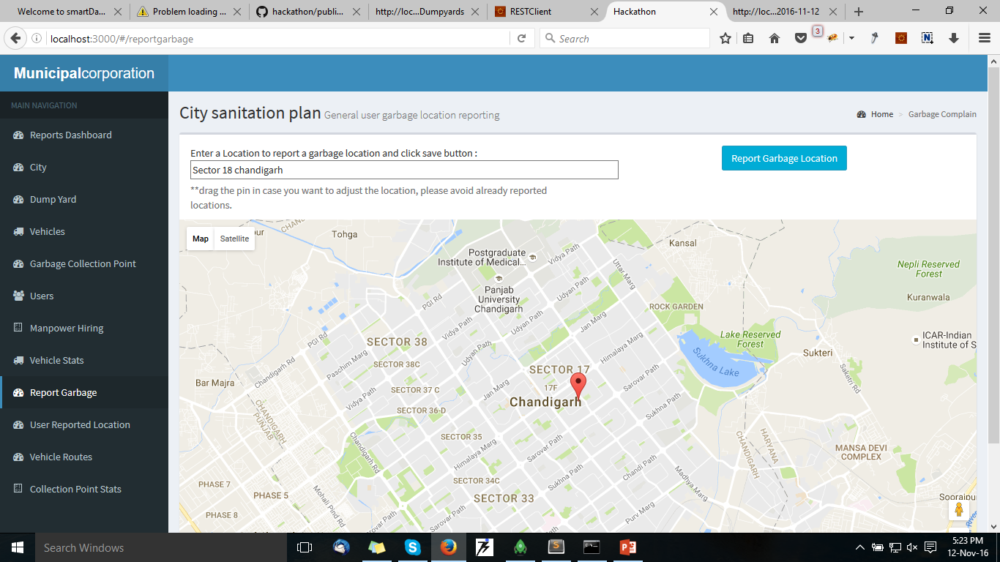 Welcome to smartDa...
Problem loading ...
hackathon/publi...
http://loc...Dumpyards
RESTClient
Hackathon
http://loc...2016-11-12
localhost:3000/#/reportgarbage
Search
3
Municipalcorporation
MAIN NAVIGATION
Reports Dashboard
City
Dump Yard
Vehicles
Garbage Collection Point
Users
Manpower Hiring
Vehicle Stats
Report Garbage
User Reported Location
Vehicle Routes
Collection Point Stats
City sanitation plan General user garbage location reporting
Home > Garbage Complain
Enter a Location to report a garbage location and click save button :
Sector 18 chandigarh
Report Garbage Location
**drag the pin in case you want to adjust the location, please avoid already reported
locations.
Map
Satellite
Tohga
Kansal
Postgraduate
Institute of Medical...
Vidya Path
Uttar Marg
Nepli Reserved
Forest
Panjab
University
Chandigarh
Udyan Path
Kuranwala
PGI Rd
Vidya Path
Udyan Path
Jan Marg
ROCK GARDEN
Lake Reserved
Forest
ICAR-Indian
Institute of S
PGI Rd
SECTOR 38
Udyan Path
Himalaya Marg
Sukhna Lake
Sukteri
Paschim Marg
SECTOR 38C
SECTOR 17
Chandigarh Rd
Saketri Rd
Bar Majra
Vidya Path
SECTOR 37 C
Jan Marg
17F
Sarovar Path
Chandigarh
SECTOR 36-D
Sukhna Path
CHANDIGARH
PUNJAB
SECTOR 35
Sarovar Path
CHANDIGARH
HARYANA
MANSA DEVI
COMPLEX
Chandigarh Rd
Himalaya Marg
Chandi Path
PHASE 7
SECTOR 34C
Sukhna Path
Madhya Marg
PHASE 5
SECTOR 33
Mohali Pind Rd
Soorajpur
PHASE 8
Sarovar Path
Purv Marg
Search Windows
5:23 PM
12-Nov-16